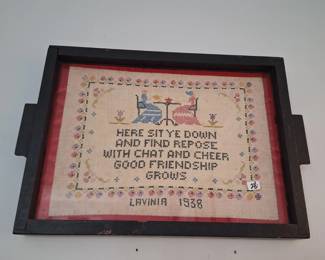 HERE SIT YE DOWN
AND FIND REPOSE
WITH CHAT AND CHEER
GOOD FRIENDSHIP
GROWS
LAVINIA 1938